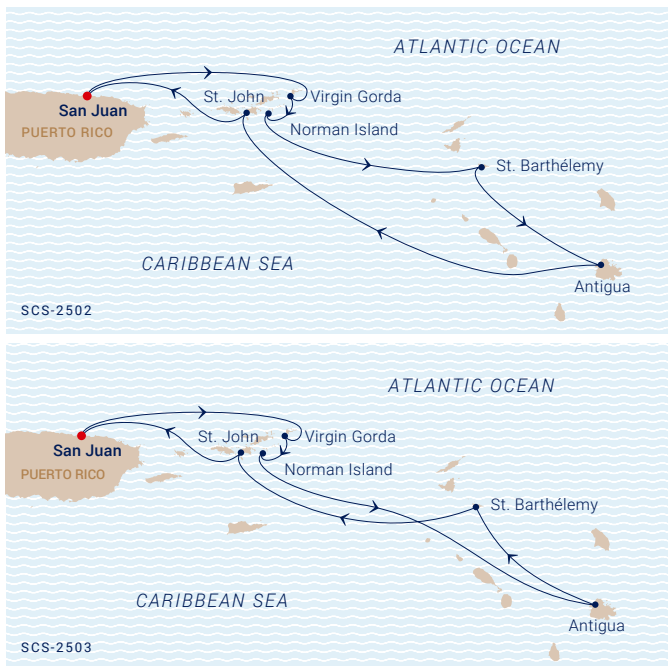 ATLANTIC OCEAN
St. John
Virgin Gorda
San Juan
Norman Island
PUERTO RICO
St. Barthélemy
CARIBBEAN SEA
Antigua
SCS-2502
ATLANTIC OCEAN
St. John
Virgin Gorda
San Juan
Norman Island
PUERTO RICO
St. Barthélemy
CARIBBEAN SEA
Antigua
SCS-2503